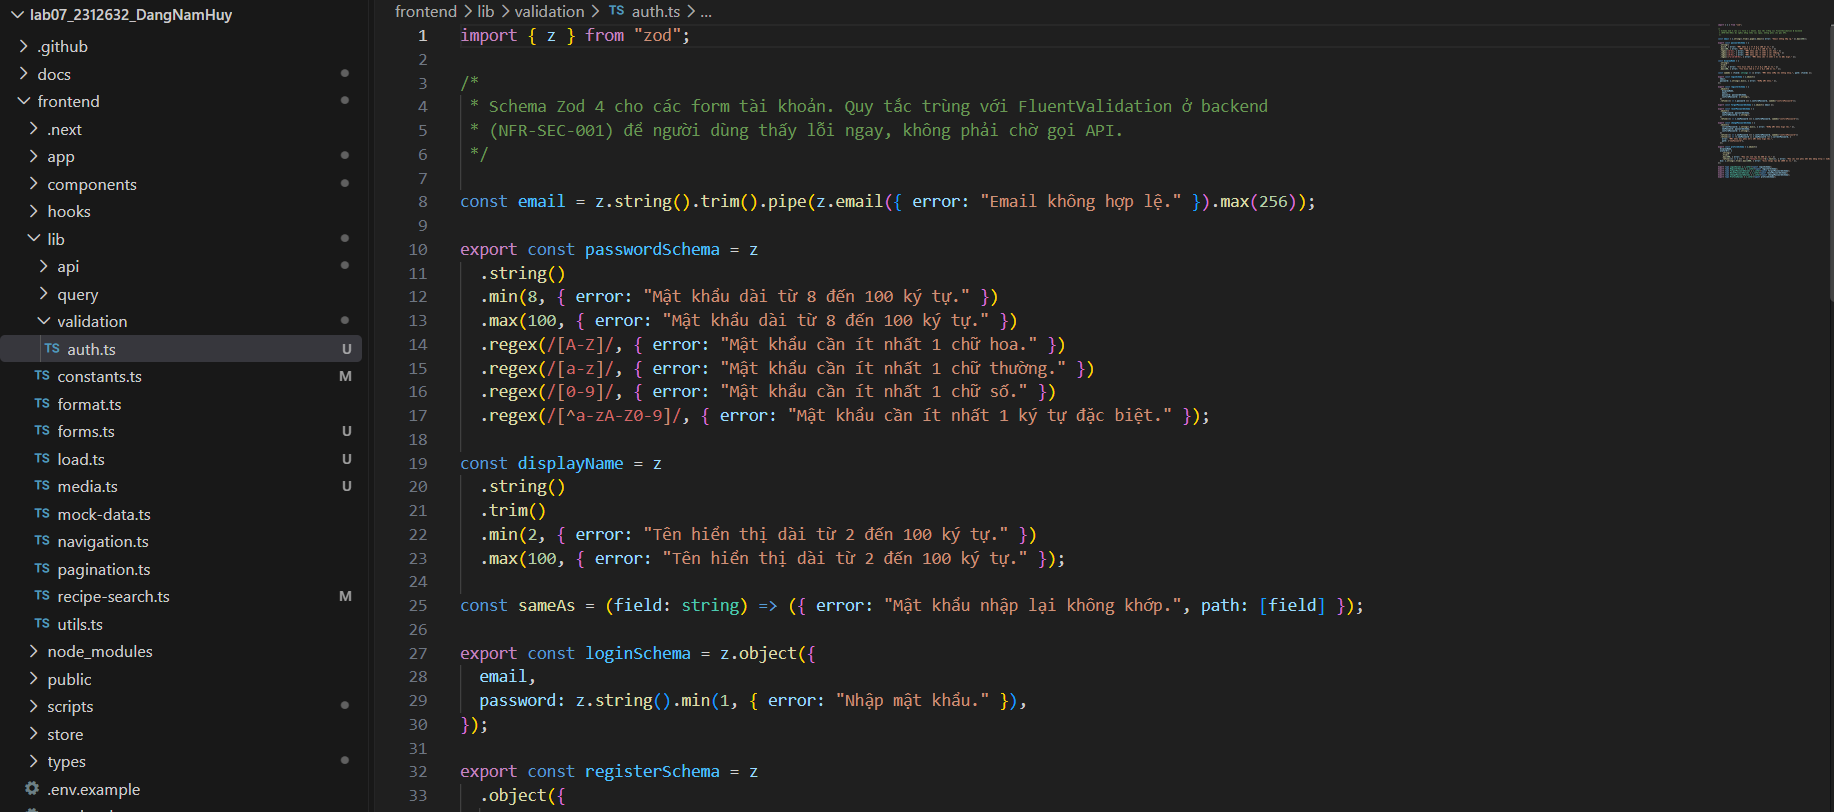 lab07_2312632_DangNamHuy
.github
docs
frontend
.next
app
components
hooks
lib
api
query
validation
TS auth.ts U
TS constants.ts M
TS format.ts
TS forms.ts U
TS load.ts U
TS media.ts U
TS mock-data.ts
TS navigation.ts
TS pagination.ts
TS recipe-search.ts M
TS utils.ts
node_modules
public
scripts
store
types
.env.example
frontend > lib > validation > TS auth.ts > ...
1 import { z } from "zod";
2
3 /*
4 * Schema Zod 4 cho các form tài khoản. Quy tắc trùng với FluentValidation ở backend
5 * (NFR-SEC-001) để người dùng thấy lỗi ngay, không phải chờ gọi API.
6 */
7
8 const email = z.string().trim().pipe(z.email({ error: "Email không hợp lệ." }).max(256));
9
10 export const passwordSchema = z
11 .string()
12 .min(8, { error: "Mật khẩu dài từ 8 đến 100 ký tự." })
13 .max(100, { error: "Mật khẩu dài từ 8 đến 100 ký tự." })
14 .regex(/[A-Z]/, { error: "Mật khẩu cần ít nhất 1 chữ hoa." })
15 .regex(/[a-z]/, { error: "Mật khẩu cần ít nhất 1 chữ thường." })
16 .regex(/[0-9]/, { error: "Mật khẩu cần ít nhất 1 chữ số." })
17 .regex(/[^a-zA-Z0-9]/, { error: "Mật khẩu cần ít nhất 1 ký tự đặc biệt." });
18
19 const displayName = z
20 .string()
21 .trim()
22 .min(2, { error: "Tên hiển thị dài từ 2 đến 100 ký tự." })
23 .max(100, { error: "Tên hiển thị dài từ 2 đến 100 ký tự." });
24
25 const sameAs = (field: string) => ({ error: "Mật khẩu nhập lại không khớp.", path: [field] });
26
27 export const loginSchema = z.object({
28 email,
29 password: z.string().min(1, { error: "Nhập mật khẩu." }),
30 });
31
32 export const registerSchema = z
33 .object({